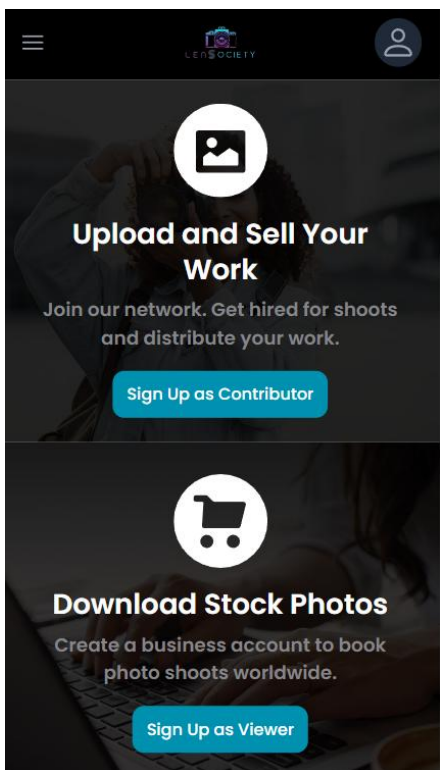 LENSOCIETY
Upload and Sell Your
Work
Join our network. Get hired for shoots
and distribute your work.
Sign Up as Contributor
Download Stock Photos
Create a business account to book
photo shoots worldwide.
Sign Up as Viewer